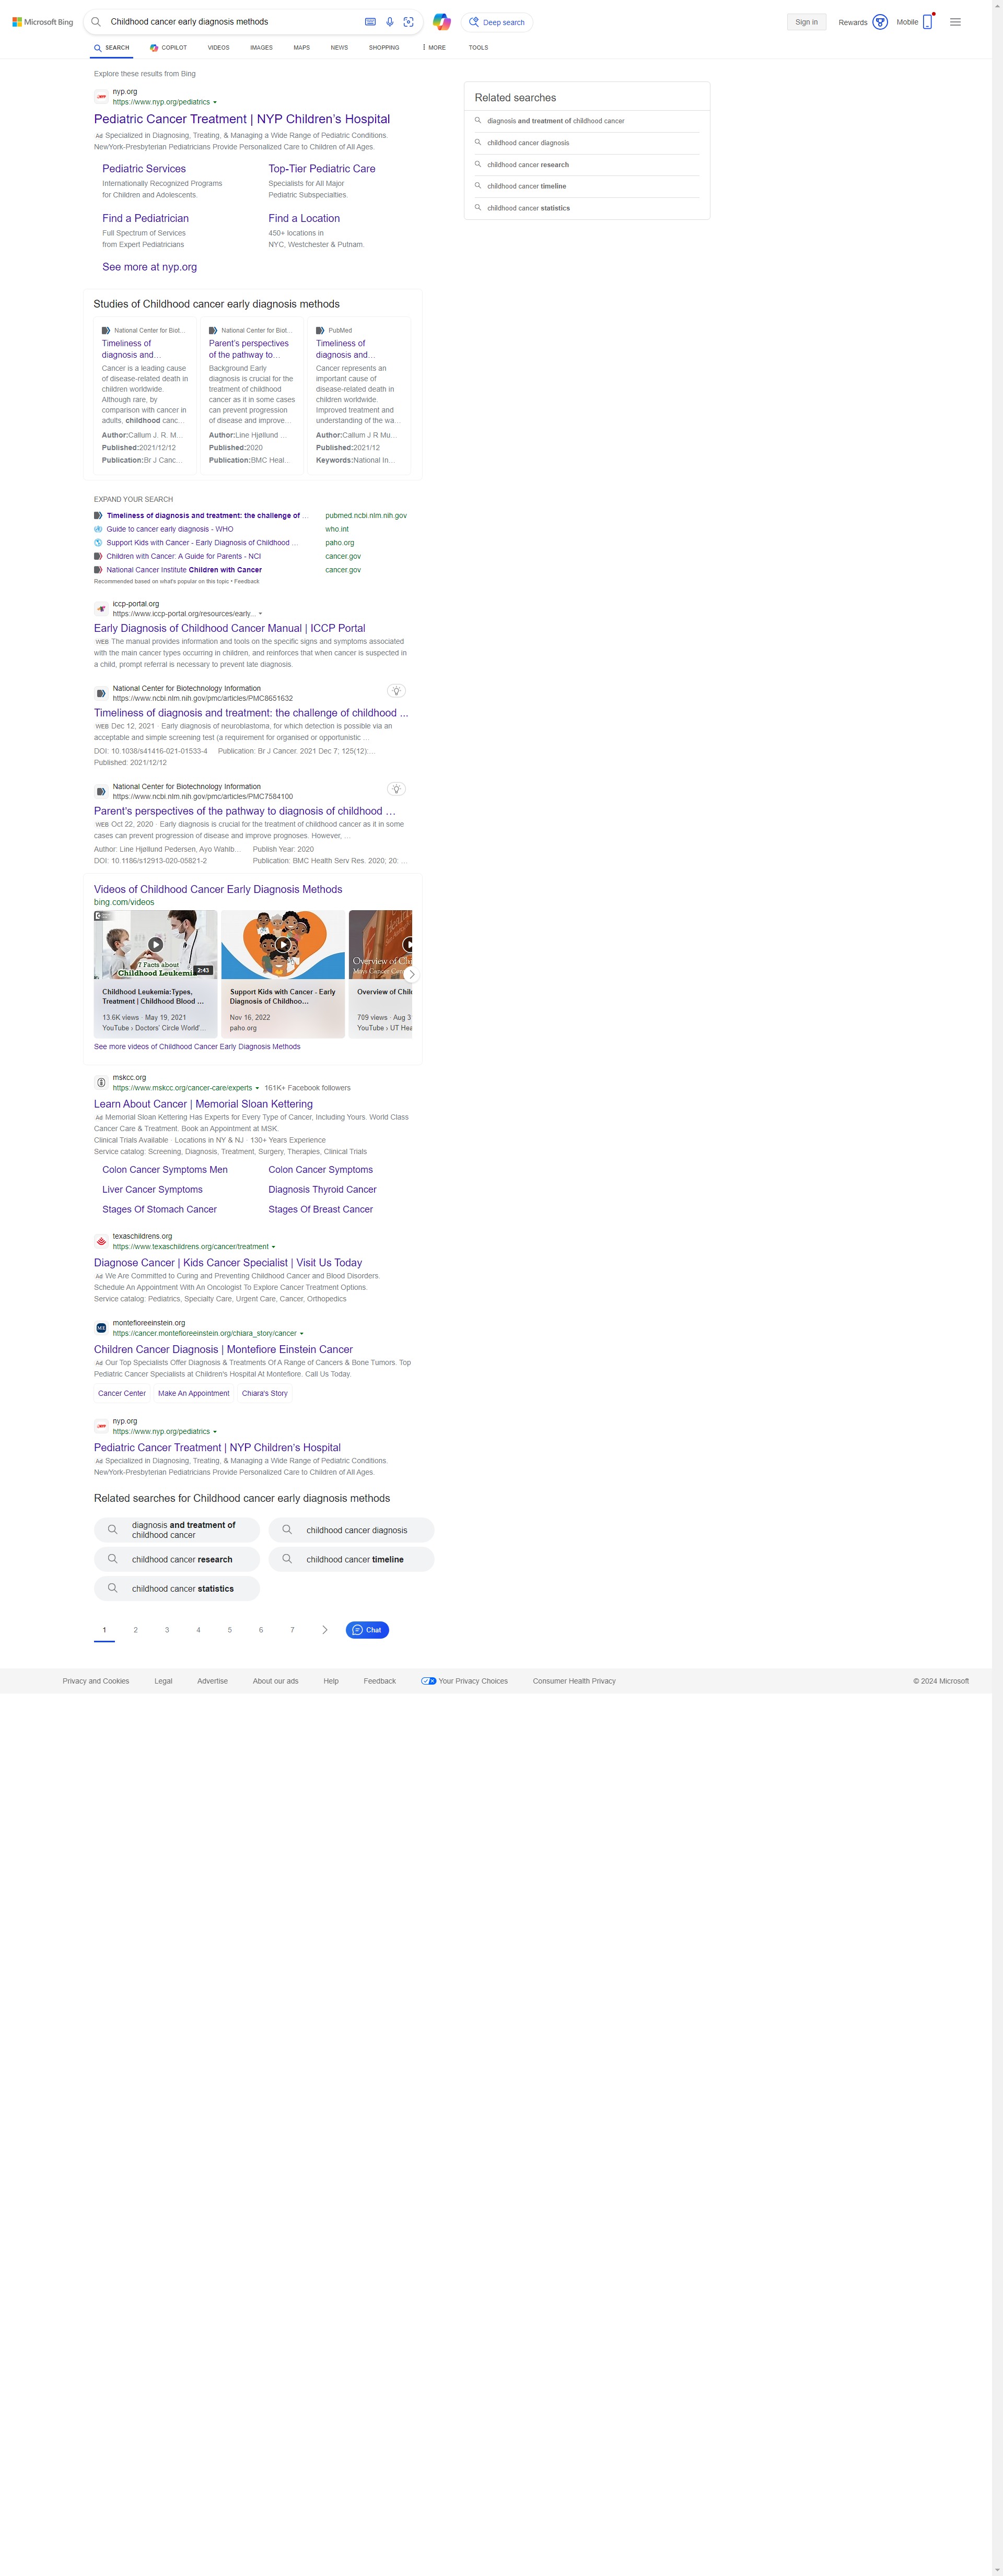 Microsoft Bing
Childhood cancer early diagnosis methods
Deep search
Sign in
Rewards
Mobile
SEARCH
COPILOT
VIDEOS
IMAGES
MAPS
NEWS
SHOPPING
MORE
TOOLS
Explore these results from Bing
nyp.org
https://www.nyp.org/pediatrics
Pediatric Cancer Treatment | NYP Children's Hospital
Ad Specialized in Diagnosing, Treating, & Managing a Wide Range of Pediatric Conditions.
NewYork-Presbyterian Pediatricians Provide Personalized Care to Children of All Ages.
Pediatric Services
Internationally Recognized Programs
for Children and Adolescents.
Top-Tier Pediatric Care
Specialists for All Major
Pediatric Subspecialties.
Find a Pediatrician
Full Spectrum of Services
from Expert Pediatricians
Find a Location
450+ locations in
NYC, Westchester & Putnam.
See more at nyp.org
Related searches
diagnosis and treatment of childhood cancer
childhood cancer diagnosis
childhood cancer research
childhood cancer timeline
childhood cancer statistics
Studies of Childhood cancer early diagnosis methods
National Center for Biot...
Timeliness of
diagnosis and...
Cancer is a leading cause
of disease-related death in
children worldwide.
Although rare, by
comparison with cancer in
adults, childhood canc...
Author:Callum J. R. M...
Published:2021/12/12
Publication:Br J Canc...
National Center for Biot...
Parent's perspectives
of the pathway to...
Background Early
diagnosis is crucial for the
treatment of childhood
cancer as it in some cases
can prevent progression
of disease and improve...
Author:Line Hjøllund ...
Published:2020
Publication:BMC Heal...
PubMed
Timeliness of
diagnosis and...
Cancer represents an
important cause of
disease-related death in
children worldwide.
Improved treatment and
understanding of the wa...
Author:Callum J R Mu...
Published:2021/12
Keywords:National In...
EXPAND YOUR SEARCH
Timeliness of diagnosis and treatment: the challenge of ... pubmed.ncbi.nlm.nih.gov
Guide to cancer early diagnosis - WHO who.int
Support Kids with Cancer - Early Diagnosis of Childhood ... paho.org
Children with Cancer: A Guide for Parents - NCI cancer.gov
National Cancer Institute Children with Cancer cancer.gov
Recommended based on what's popular on this topic • Feedback
iccp-portal.org
https://www.iccp-portal.org/resources/early...
Early Diagnosis of Childhood Cancer Manual | ICCP Portal
WEB The manual provides information and tools on the specific signs and symptoms associated
with the main cancer types occurring in children, and reinforces that when cancer is suspected in
a child, prompt referral is necessary to prevent late diagnosis.
National Center for Biotechnology Information
https://www.ncbi.nlm.nih.gov/pmc/articles/PMC8651632
Timeliness of diagnosis and treatment: the challenge of childhood ...
WEB Dec 12, 2021 · Early diagnosis of neuroblastoma, for which detection is possible via an
acceptable and simple screening test (a requirement for organised or opportunistic ...
DOI: 10.1038/s41416-021-01533-4 Publication: Br J Cancer. 2021 Dec 7; 125(12):...
Published: 2021/12/12
National Center for Biotechnology Information
https://www.ncbi.nlm.nih.gov/pmc/articles/PMC7584100
Parent's perspectives of the pathway to diagnosis of childhood ...
WEB Oct 22, 2020 · Early diagnosis is crucial for the treatment of childhood cancer as it in some
cases can prevent progression of disease and improve prognoses. However, ...
Author: Line Hjøllund Pedersen, Ayo Wahlb... Publish Year: 2020
DOI: 10.1186/s12913-020-05821-2 Publication: BMC Health Serv Res. 2020; 20: ...
Videos of Childhood Cancer Early Diagnosis Methods
bing.com/videos
7 Facts about
Childhood Leukemi
2:43
Childhood Leukemia:Types,
Treatment | Childhood Blood ...
13.6K views · May 19, 2021
YouTube › Doctors' Circle World'...
Support Kids with Cancer - Early
Diagnosis of Childhoo...
Nov 16, 2022
paho.org
Overview of Chi
Mays Cancer Cen
Overview of Chil
709 views · Aug 3
YouTube › UT Hea
See more videos of Childhood Cancer Early Diagnosis Methods
mskcc.org
https://www.mskcc.org/cancer-care/experts 161K+ Facebook followers
Learn About Cancer | Memorial Sloan Kettering
Ad Memorial Sloan Kettering Has Experts for Every Type of Cancer, Including Yours. World Class
Cancer Care & Treatment. Book an Appointment at MSK.
Clinical Trials Available · Locations in NY & NJ · 130+ Years Experience
Service catalog: Screening, Diagnosis, Treatment, Surgery, Therapies, Clinical Trials
Colon Cancer Symptoms Men
Colon Cancer Symptoms
Liver Cancer Symptoms
Diagnosis Thyroid Cancer
Stages Of Stomach Cancer
Stages Of Breast Cancer
texaschildrens.org
https://www.texaschildrens.org/cancer/treatment
Diagnose Cancer | Kids Cancer Specialist | Visit Us Today
Ad We Are Committed to Curing and Preventing Childhood Cancer and Blood Disorders.
Schedule An Appointment With An Oncologist To Explore Cancer Treatment Options.
Service catalog: Pediatrics, Specialty Care, Urgent Care, Cancer, Orthopedics
montefioreeinstein.org
https://cancer.montefioreeinstein.org/chiara_story/cancer
Children Cancer Diagnosis | Montefiore Einstein Cancer
Ad Our Top Specialists Offer Diagnosis & Treatments Of A Range of Cancers & Bone Tumors. Top
Pediatric Cancer Specialists at Children's Hospital At Montefiore. Call Us Today.
Cancer Center
Make An Appointment
Chiara's Story
nyp.org
https://www.nyp.org/pediatrics
Pediatric Cancer Treatment | NYP Children's Hospital
Ad Specialized in Diagnosing, Treating, & Managing a Wide Range of Pediatric Conditions.
NewYork-Presbyterian Pediatricians Provide Personalized Care to Children of All Ages.
Related searches for Childhood cancer early diagnosis methods
diagnosis and treatment of
childhood cancer
childhood cancer diagnosis
childhood cancer research
childhood cancer timeline
childhood cancer statistics
1 2 3 4 5 6 7
Chat
Privacy and Cookies
Legal
Advertise
About our ads
Help
Feedback
Your Privacy Choices
Consumer Health Privacy
© 2024 Microsoft